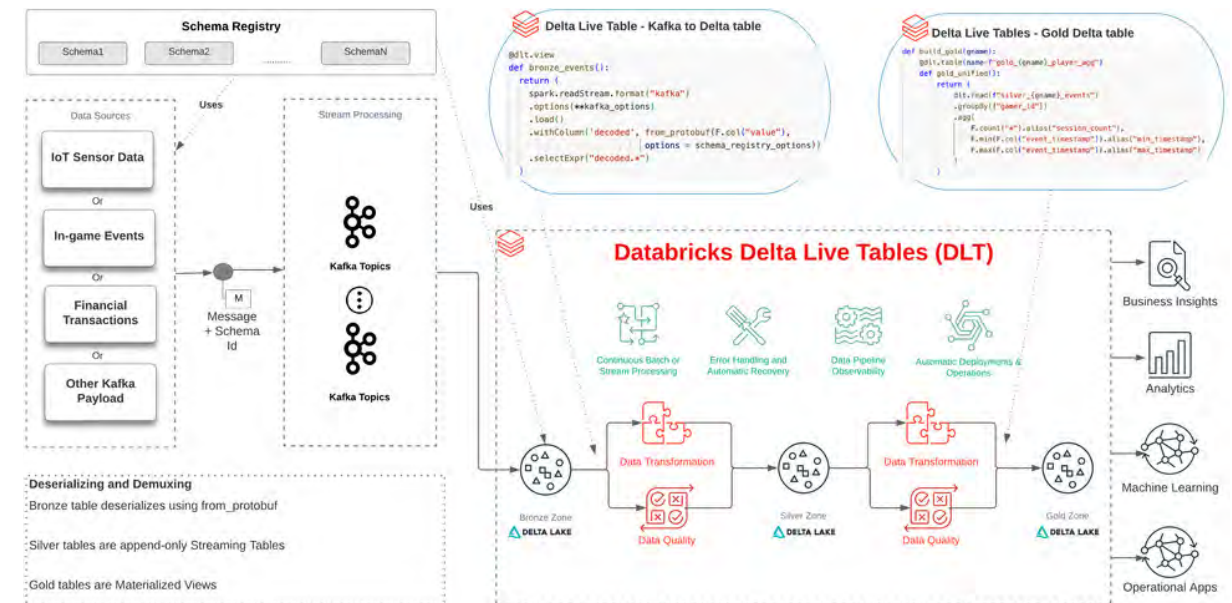 Schema Registry
Schema1
Schema2
SchemaN
Uses
Data Sources
IoT Sensor Data
Or
In-game Events
Or
Financial
Transactions
Or
Other Kafka
Payload
M
Message
+ Schema
Id
Stream Processing
Kafka Topics
Kafka Topics
Deserializing and Demuxing
Bronze table deserializes using from_protobuf
Silver tables are append-only Streaming Tables
Gold tables are Materialized Views
Delta Live Table - Kafka to Delta table
@dlt.view
def bronze_events():
return (
spark.readStream.format("kafka")
.options(**kafka_options)
.load()
.withColumn('decoded', from_protobuf(F.col("value"),
options = schema_registry_options))
.selectExpr("decoded.*")
)
Delta Live Tables - Gold Delta table
def build_gold(gname):
@dlt.table(name=f"gold_{gname}_player_agg")
def gold_unified():
return (
dlt.read(f"silver_{gname}_events")
.groupBy(["gamer_id"])
.agg(
F.count("*").alias("session_count"),
F.min(F.col("event_timestamp")).alias("min_timestamp"),
F.max(F.col("event_timestamp")).alias("max_timestamp")
)
)
Uses
Databricks Delta Live Tables (DLT)
Continuous Batch or
Stream Processing
Error Handling and
Automatic Recovery
Data Pipeline
Observability
Automatic Deployments &
Operations
Data Transformation
Data Quality
Data Transformation
Data Quality
Bronze Zone
DELTA LAKE
Silver Zone
DELTA LAKE
Gold Zone
DELTA LAKE
Business Insights
Analytics
Machine Learning
Operational Apps